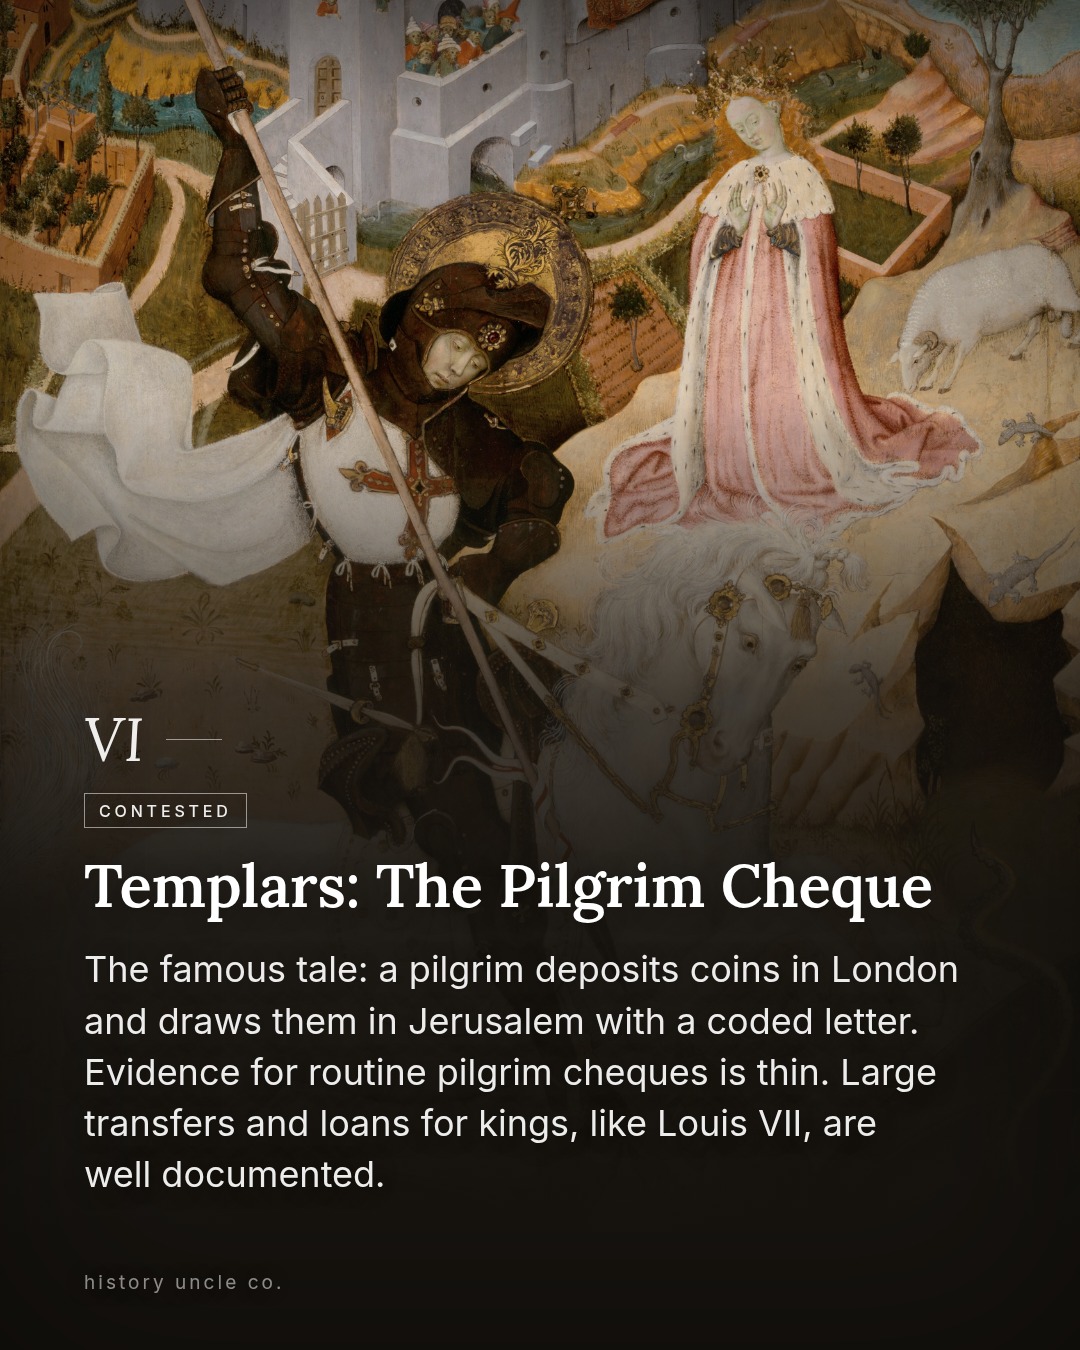 VI
CONTESTED
Templars: The Pilgrim Cheque
The famous tale: a pilgrim deposits coins in London
and draws them in Jerusalem with a coded letter.
Evidence for routine pilgrim cheques is thin. Large
transfers and loans for kings, like Louis VII, are
well documented.
history uncle co.